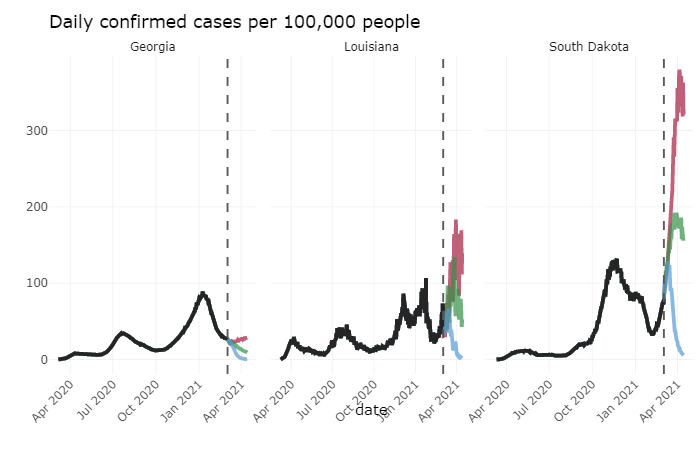 Daily confirmed cases per 100,000 people
Georgia
Louisiana
South Dakota
300
200
100
0
Apr 2020
Jul 2020
Oct 2020
Jan 2021
Apr 2021
Apr 2020
Jul 2020
Oct 2020
Jan 2021
Apr 2021
Apr 2020
Jul 2020
Oct 2020
Jan 2021
Apr 2021
date